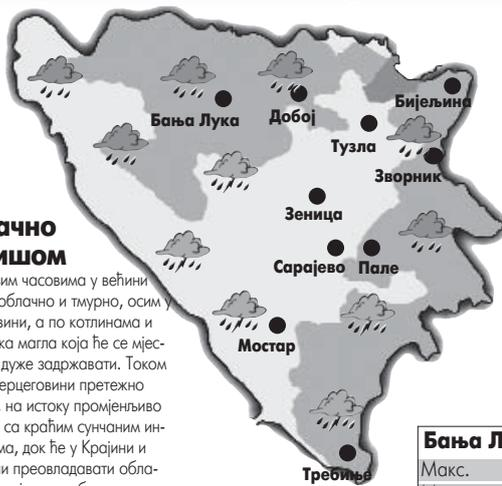 Бања Лука
Добој
Бијељина
Тузла
Зворник
Зеница
Сарајево
Пале
Мостар
Требиње
ачно
ишом
им часовима у већини
облачно и тмурно, осим у
вини, а по котлинама и
ка магла која ће се мјес-
дуже задржавати. Током
ерцеговини претежно
на истоку промјенљиво
са краћим сунчаним ин-
ма, док ће у Крајини и
и преовладавати обла-
Бања Л
Макс.